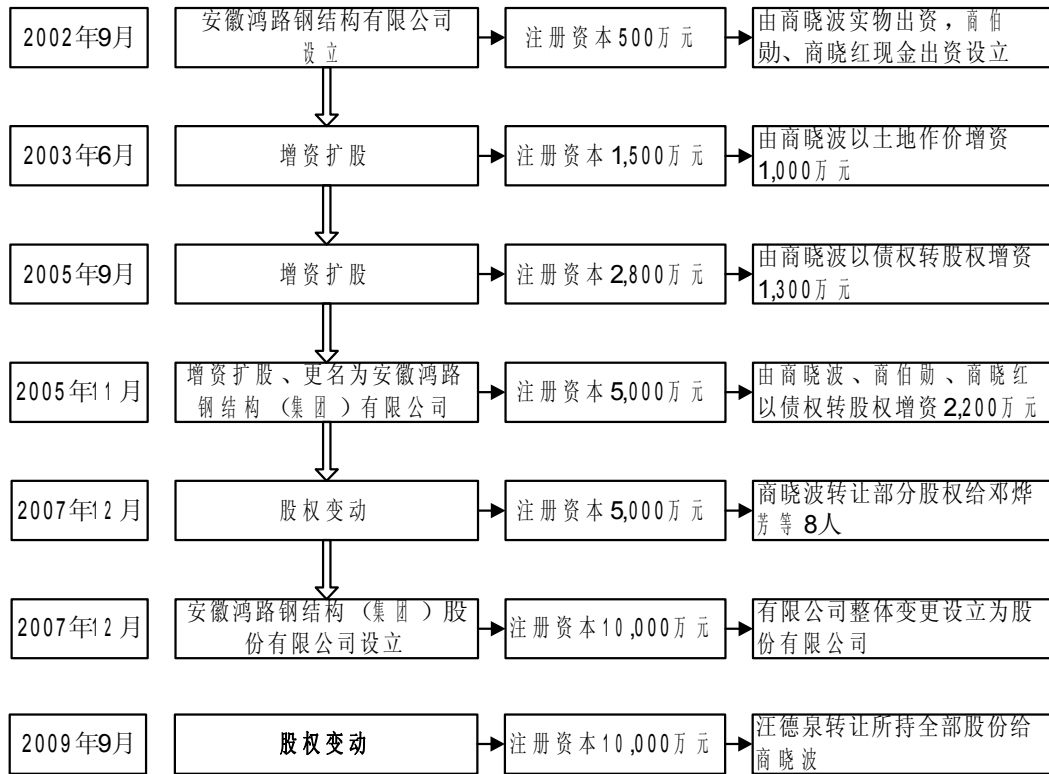 2002年9月
安徽鸿路钢结构有限公司
设立
注册资本500万元
由商晓波实物出资，商伯
勋、商晓红现金出资设立
2003年6月
增资扩股
注册资本1,500万元
由商晓波以土地作价增资
1,000万元
2005年9月
增资扩股
注册资本2,800万元
由商晓波以债权转股权增资
1,300万元
2005年11月
增资扩股、更名为安徽鸿路
钢结构（集团）有限公司
注册资本5,000万元
由商晓波、商伯勋、商晓红
以债权转股权增资2,200万元
2007年12月
股权变动
注册资本5,000万元
商晓波转让部分股权给邓烨
芳等8人
2007年12月
安徽鸿路钢结构（集团）股
份有限公司设立
注册资本10,000万元
有限公司整体变更设立为股
份有限公司
2009年9月
股权变动
注册资本10,000万元
汪德泉转让所持全部股份给
商晓波